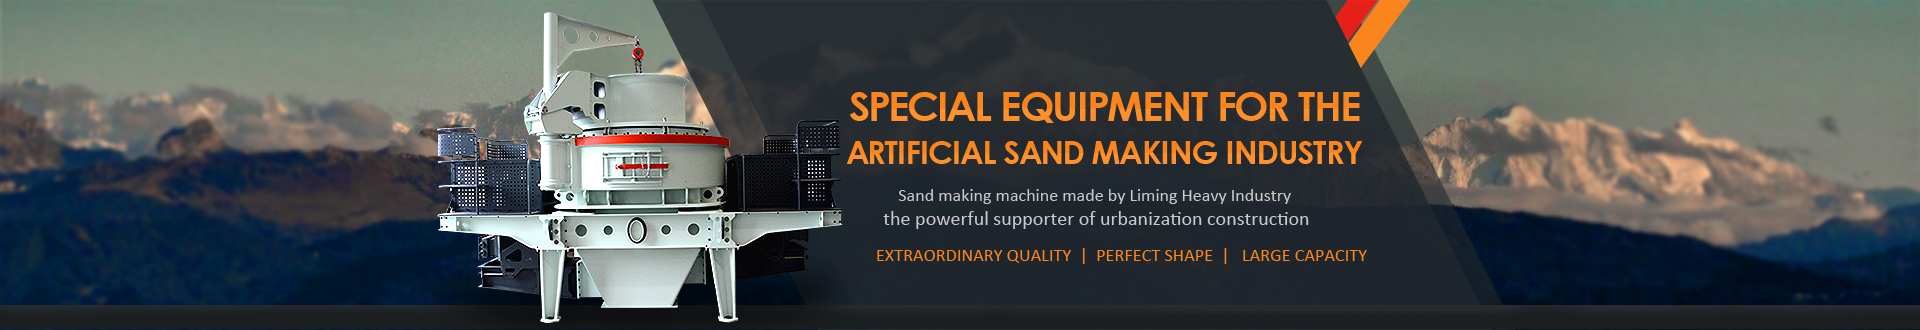 SPECIAL EQUIPMENT FOR THE
ARTIFICIAL SAND MAKING INDUSTRY
Sand making machine made by Liming Heavy Industry
the powerful supporter of urbanization construction
EXTRAORDINARY QUALITY | PERFECT SHAPE | LARGE CAPACITY